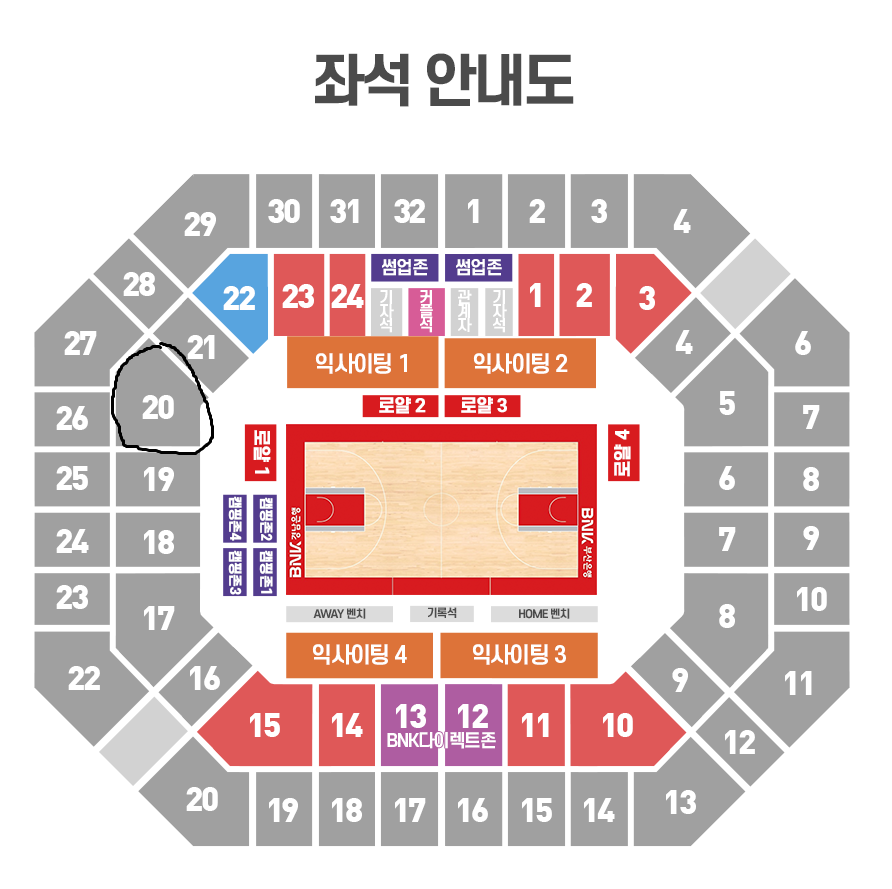 좌석 안내도
29 30 31 32 1 2 3 4
28
22 23 24 썸업존 썸업존 1 2 3
기자석 커플석 관계자 기자석
27 21 4 6
익사이팅 1 익사이팅 2
26 20 5 7
로얄 2 로얄 3
로얄 1 로얄 4
25 19 6 8
캠핑존4 캠핑존2
24 18 7 9
캠핑존3 캠핑존1
BNK 경남은행 BNK 부산은행
23 17 8 10
AWAY 벤치 기록석 HOME 벤치
익사이팅 4 익사이팅 3
22 16 9 11
15 14 13 12 11 10
BNK다이렉트존
12
20 19 18 17 16 15 14 13